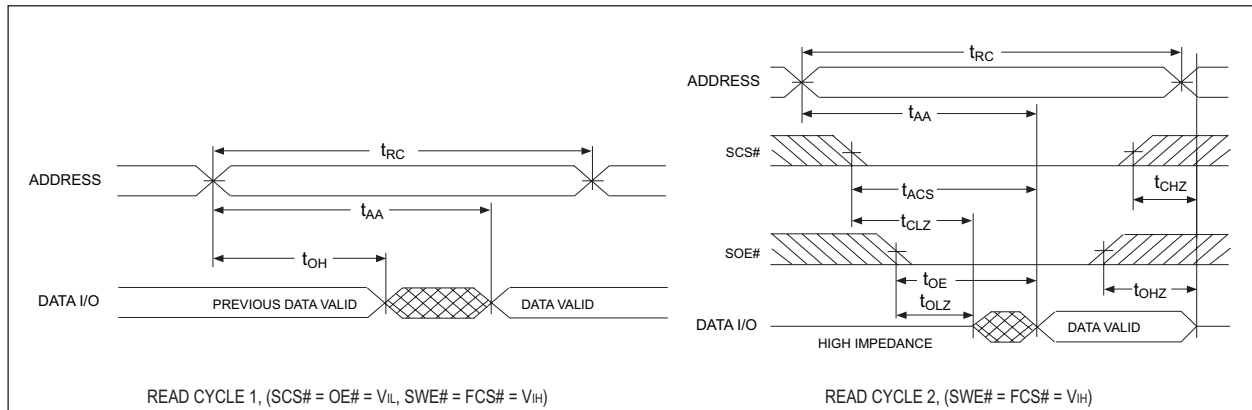 tRC
ADDRESS
tAA
tOH
DATA I/O
PREVIOUS DATA VALID
DATA VALID
READ CYCLE 1, (SCS# = OE# = VIL, SWE# = FCS# = VIH)
tRC
ADDRESS
tAA
SCS#
tACS
tCHZ
tCLZ
SOE#
tOE
tOHZ
tOLZ
DATA I/O
HIGH IMPEDANCE
DATA VALID
READ CYCLE 2, (SWE# = FCS# = VIH)